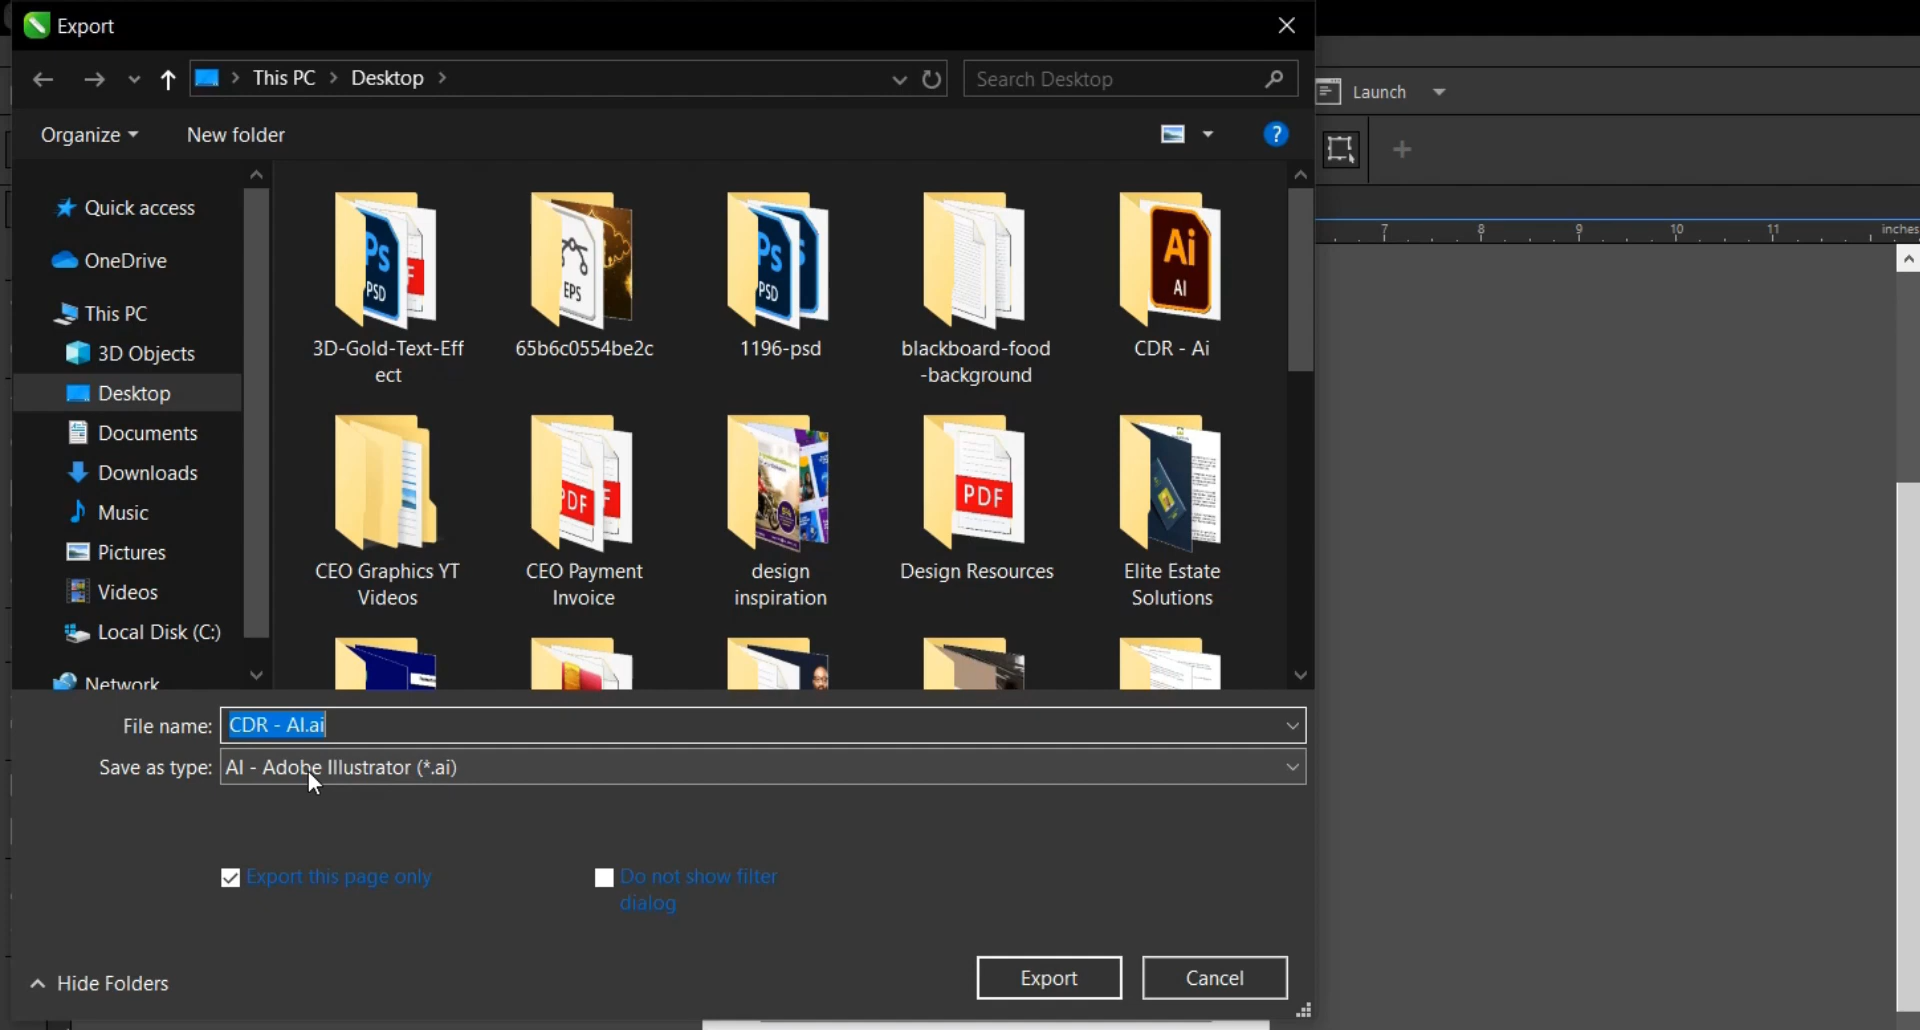 Export
This PC > Desktop >
Search Desktop
Launch
Organize
New folder
?
7 8 9 10 11 inches
Quick access
OneDrive
This PC
3D Objects
Desktop
Documents
Downloads
Music
Pictures
Videos
Local Disk (C:)
Network
Ps
PSD
F
EPS
Ps
PSD
Ai
AI
3D-Gold-Text-Eff
ect
65b6c0554be2c
1196-psd
blackboard-food
-background
CDR - Ai
PDF
PDF
CEO Graphics YT
Videos
CEO Payment
Invoice
design
inspiration
Design Resources
Elite Estate
Solutions
File name: CDR - AI.ai
Save as type: AI - Adobe Illustrator (*.ai)
Export this page only
Do not show filter
dialog
Hide Folders
Export
Cancel